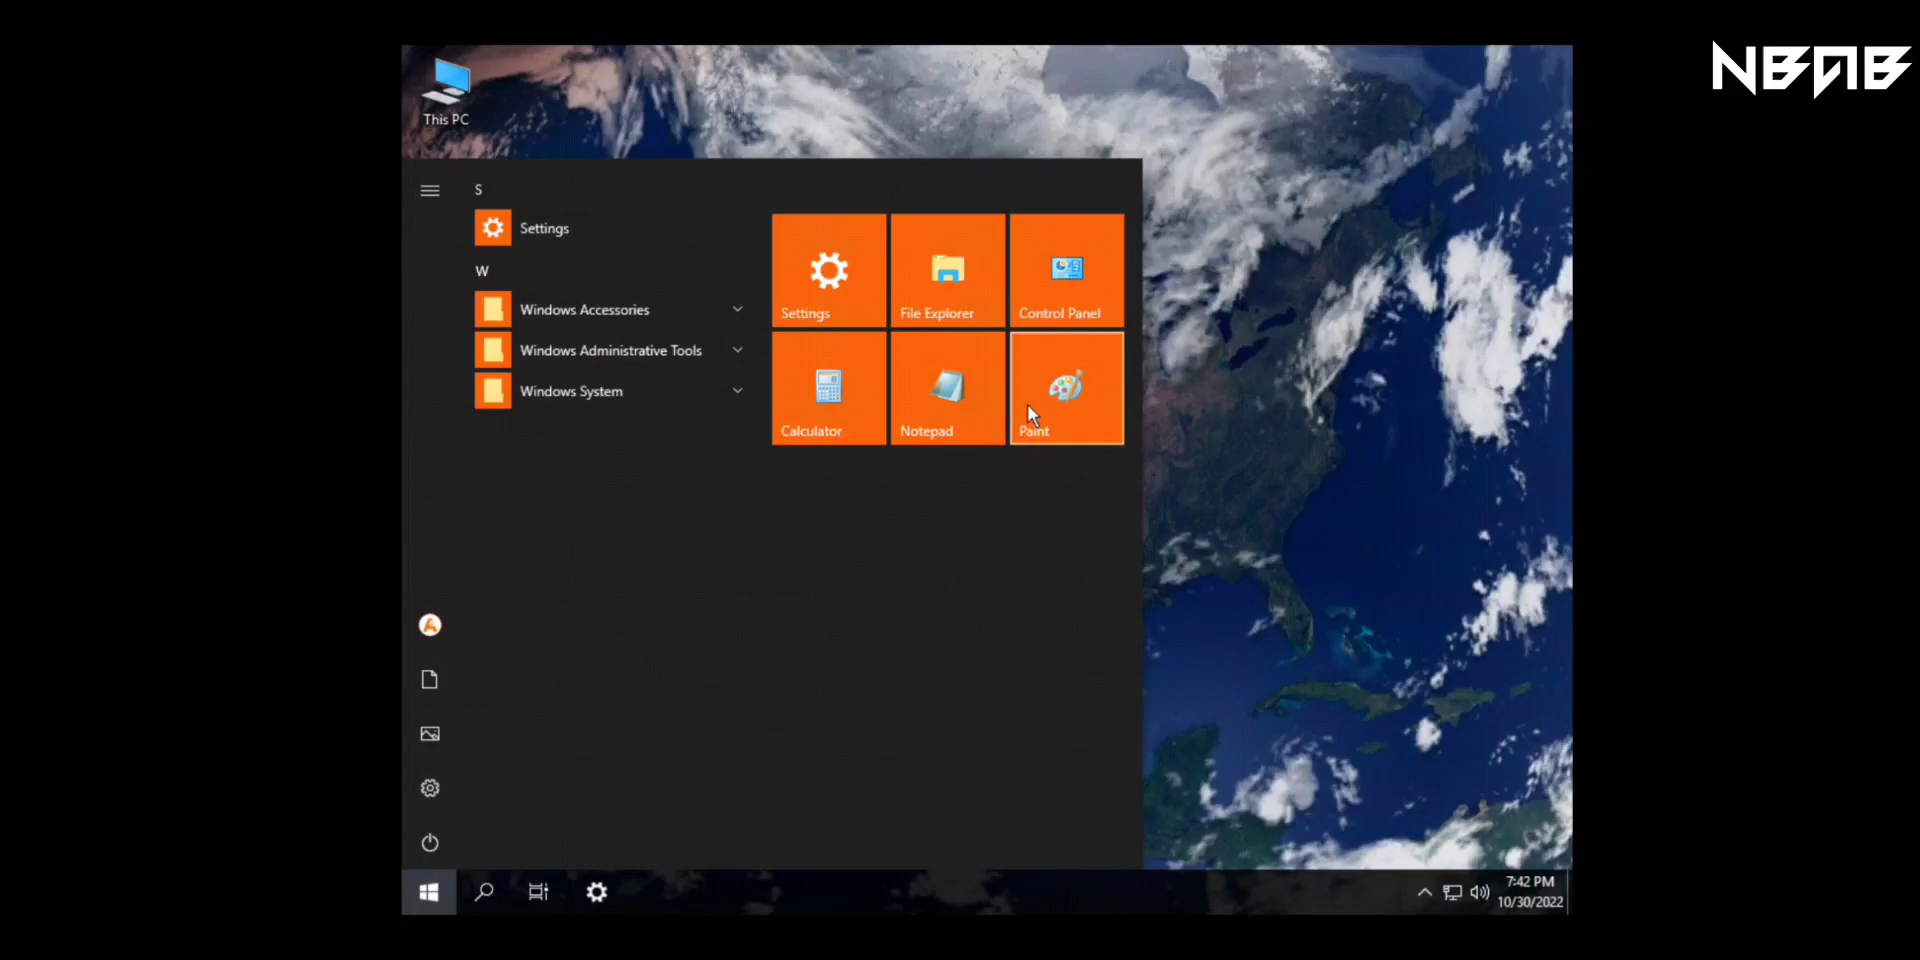 NBAB
This PC
S
Settings
W
Windows Accessories
Windows Administrative Tools
Windows System
Settings
File Explorer
Control Panel
Calculator
Notepad
Paint
7:42 PM
10/30/2022